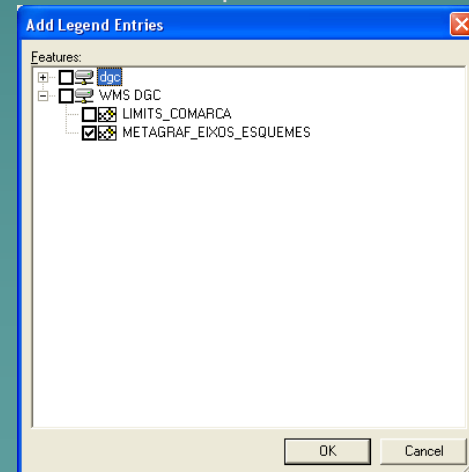 Add Legend Entries
Features:
dgc
WMS DGC
LIMITS_COMARCA
METAGRAF_EIXOS_ESQUEMES
OK
Cancel